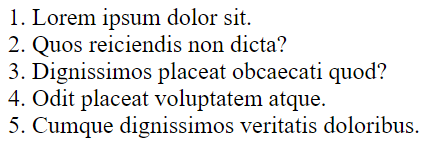 1. Lorem ipsum dolor sit.
2. Quos reiciendis non dicta?
3. Dignissimos placeat obcaecati quod?
4. Odit placeat voluptatem atque.
5. Cumque dignissimos veritatis doloribus.